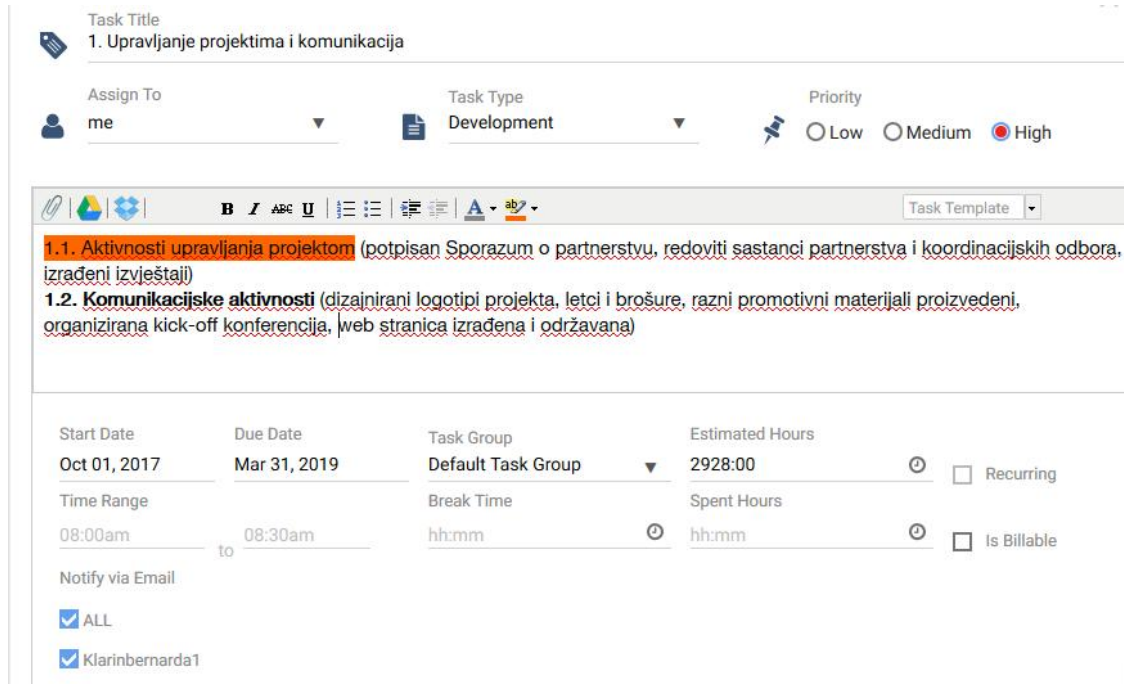 Task Title
1. Upravljanje projektima i komunikacija
Assign To Task Type Priority
me Development Low Medium High
B I ABC U A ab Task Template
1.1. Aktivnosti upravljanja projektom (potpisan Sporazum o partnerstvu, redoviti sastanci partnerstva i koordinacijskih odbora,
izrađeni izvještaji)
1.2. Komunikacijske aktivnosti (dizajnirani logotipi projekta, letci i brošure, razni promotivni materijali proizvedeni,
organizirana kick-off konferencija, web stranica izrađena i održavana)
Start Date Due Date Task Group Estimated Hours
Oct 01, 2017 Mar 31, 2019 Default Task Group 2928:00 Recurring
Time Range Break Time Spent Hours
08:00am to 08:30am hh:mm hh:mm Is Billable
Notify via Email
ALL
Klarinbernarda1